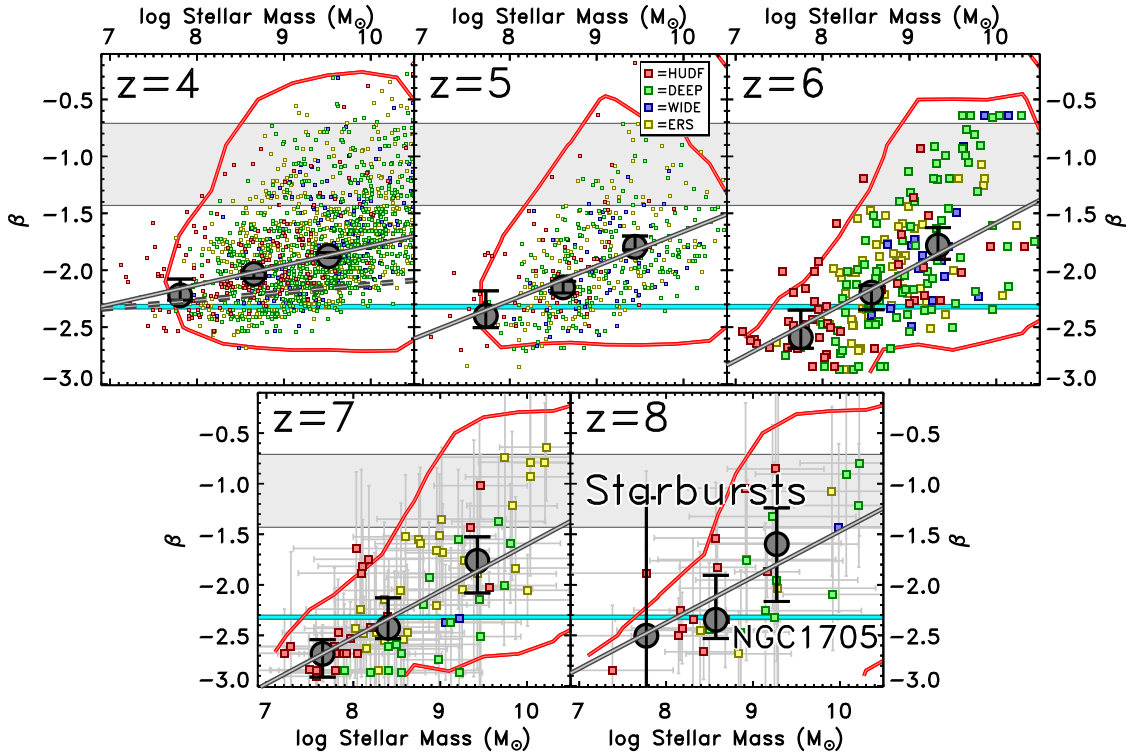 log Stellar Mass (M⊙) log Stellar Mass (M⊙) log Stellar Mass (M⊙)
7 8 9 10 7 8 9 10 7 8 9 10
z=4 z=5 z=6
=HUDF
=DEEP
=WIDE
=ERS
−0.5 −0.5
−1.0 −1.0
−1.5 −1.5
β β
−2.0 −2.0
−2.5 −2.5
−3.0 −3.0
z=7 z=8
−0.5 −0.5
−1.0 −1.0
Starbursts
−1.5 −1.5
β β
−2.0 −2.0
−2.5 −2.5
NGC1705
−3.0 −3.0
7 8 9 10 7 8 9 10
log Stellar Mass (M⊙) log Stellar Mass (M⊙)